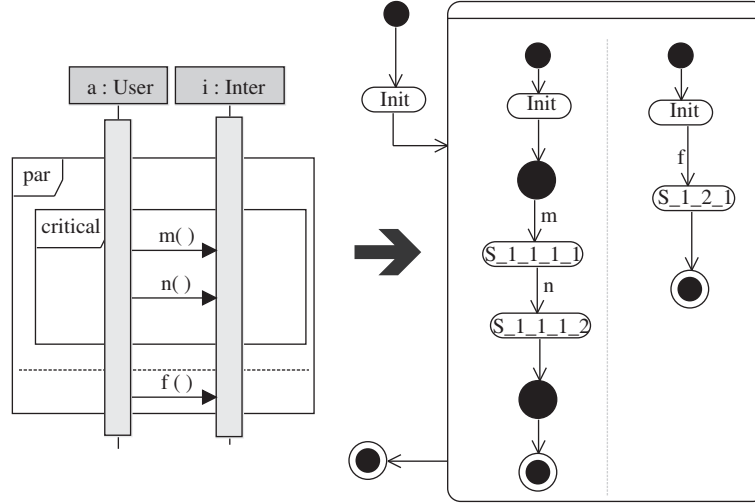 a : User
i : Inter
par
critical
m( )
n( )
f ( )
Init
Init
m
S_1_1_1_1
n
S_1_1_1_2
Init
f
S_1_2_1